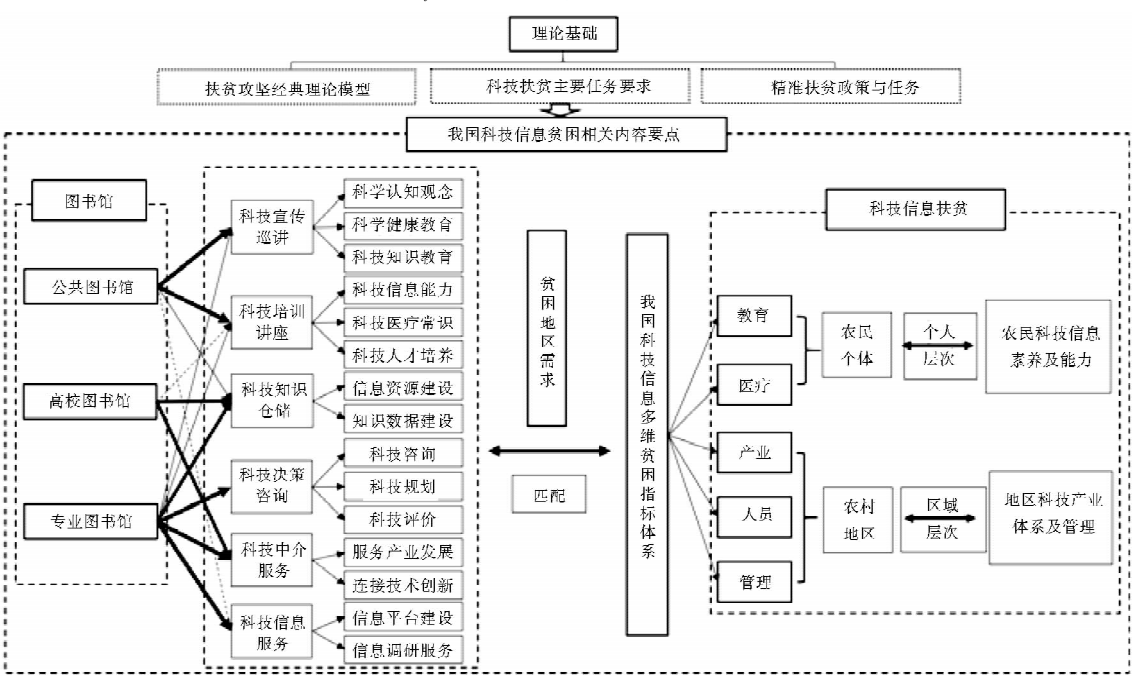 理论基础
扶贫攻坚经典理论模型
科技扶贫主要任务要求
精准扶贫政策与任务
我国科技信息贫困相关内容要点
图书馆
公共图书馆
高校图书馆
专业图书馆
科技宣传
巡讲
科技培训
讲座
科技知识
仓储
科技决策
咨询
科技中介
服务
科技信息
服务
科学认知观念
科学健康教育
科技知识教育
科技信息能力
科技医疗常识
科技人才培养
信息资源建设
知识数据建设
科技咨询
科技规划
科技评价
服务产业发展
连接技术创新
信息平台建设
信息调研服务
贫困地区需求
匹配
我国科技信息多维贫困指标体系
科技信息扶贫
教育
医疗
产业
人员
管理
农民
个体
个人
层次
农民科技信息
素养及能力
农村
地区
区域
层次
地区科技产业
体系及管理